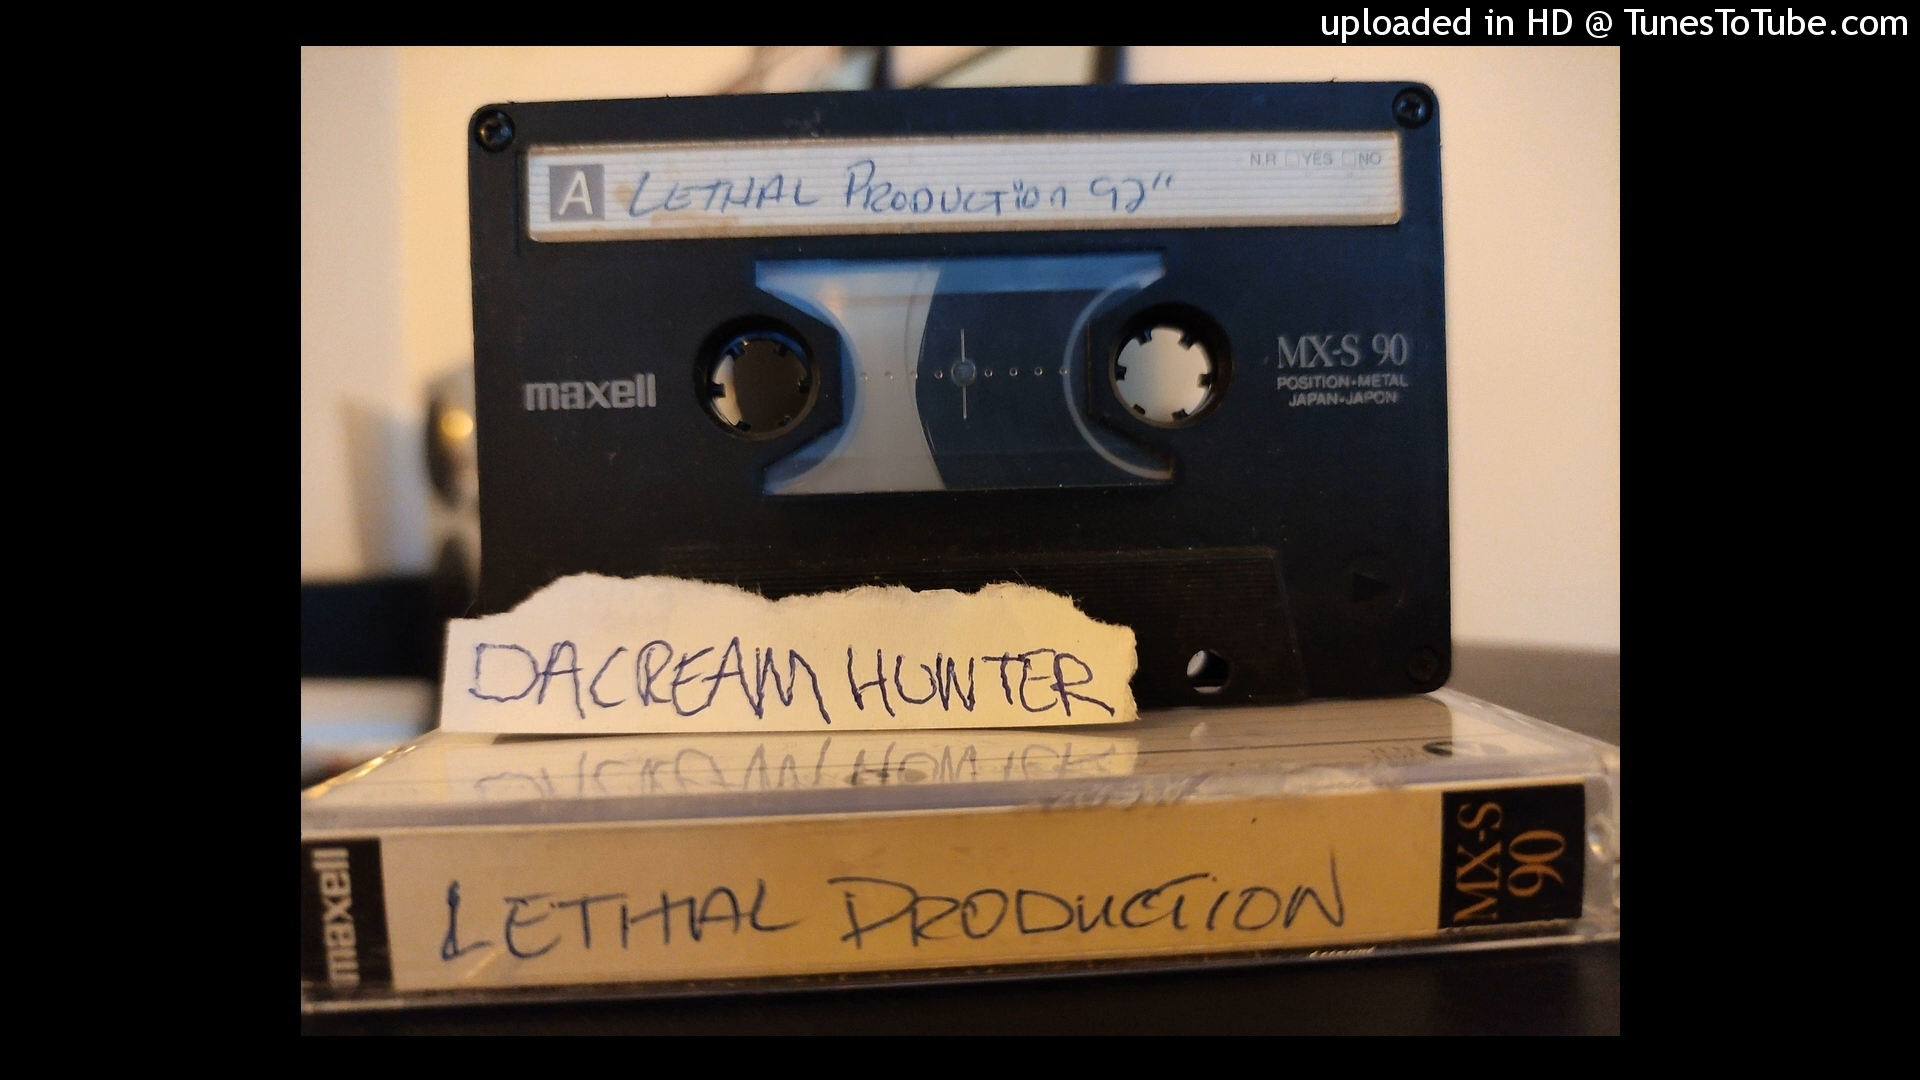 uploaded in HD @ TunesToTube.com
A LETHAL PRODUCTION 92"
N.R □YES □NO
maxell
MX-S 90
POSITION·METAL
JAPAN·JAPON
DACREAM HUNTER
maxell
LETHAL PRODUCTION
MX-S
90